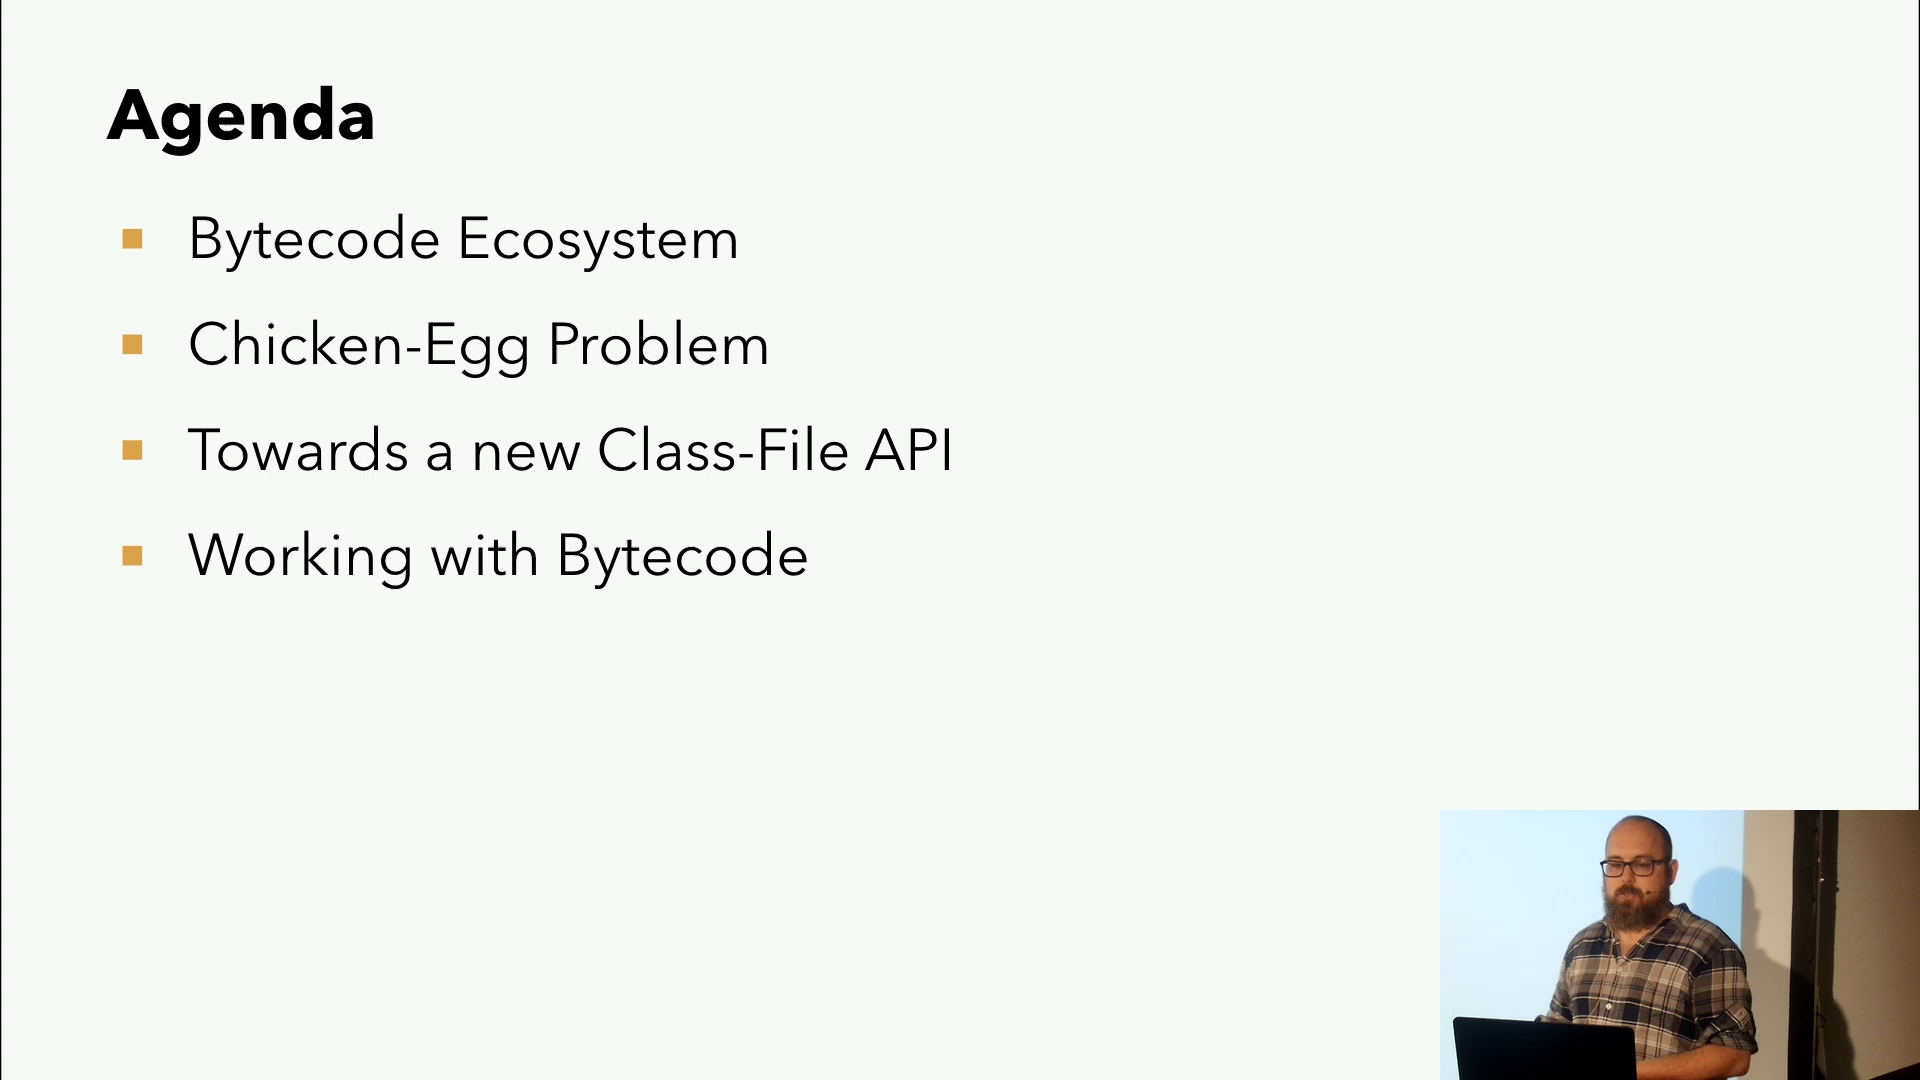 Agenda
Bytecode Ecosystem
Chicken-Egg Problem
Towards a new Class-File API
Working with Bytecode